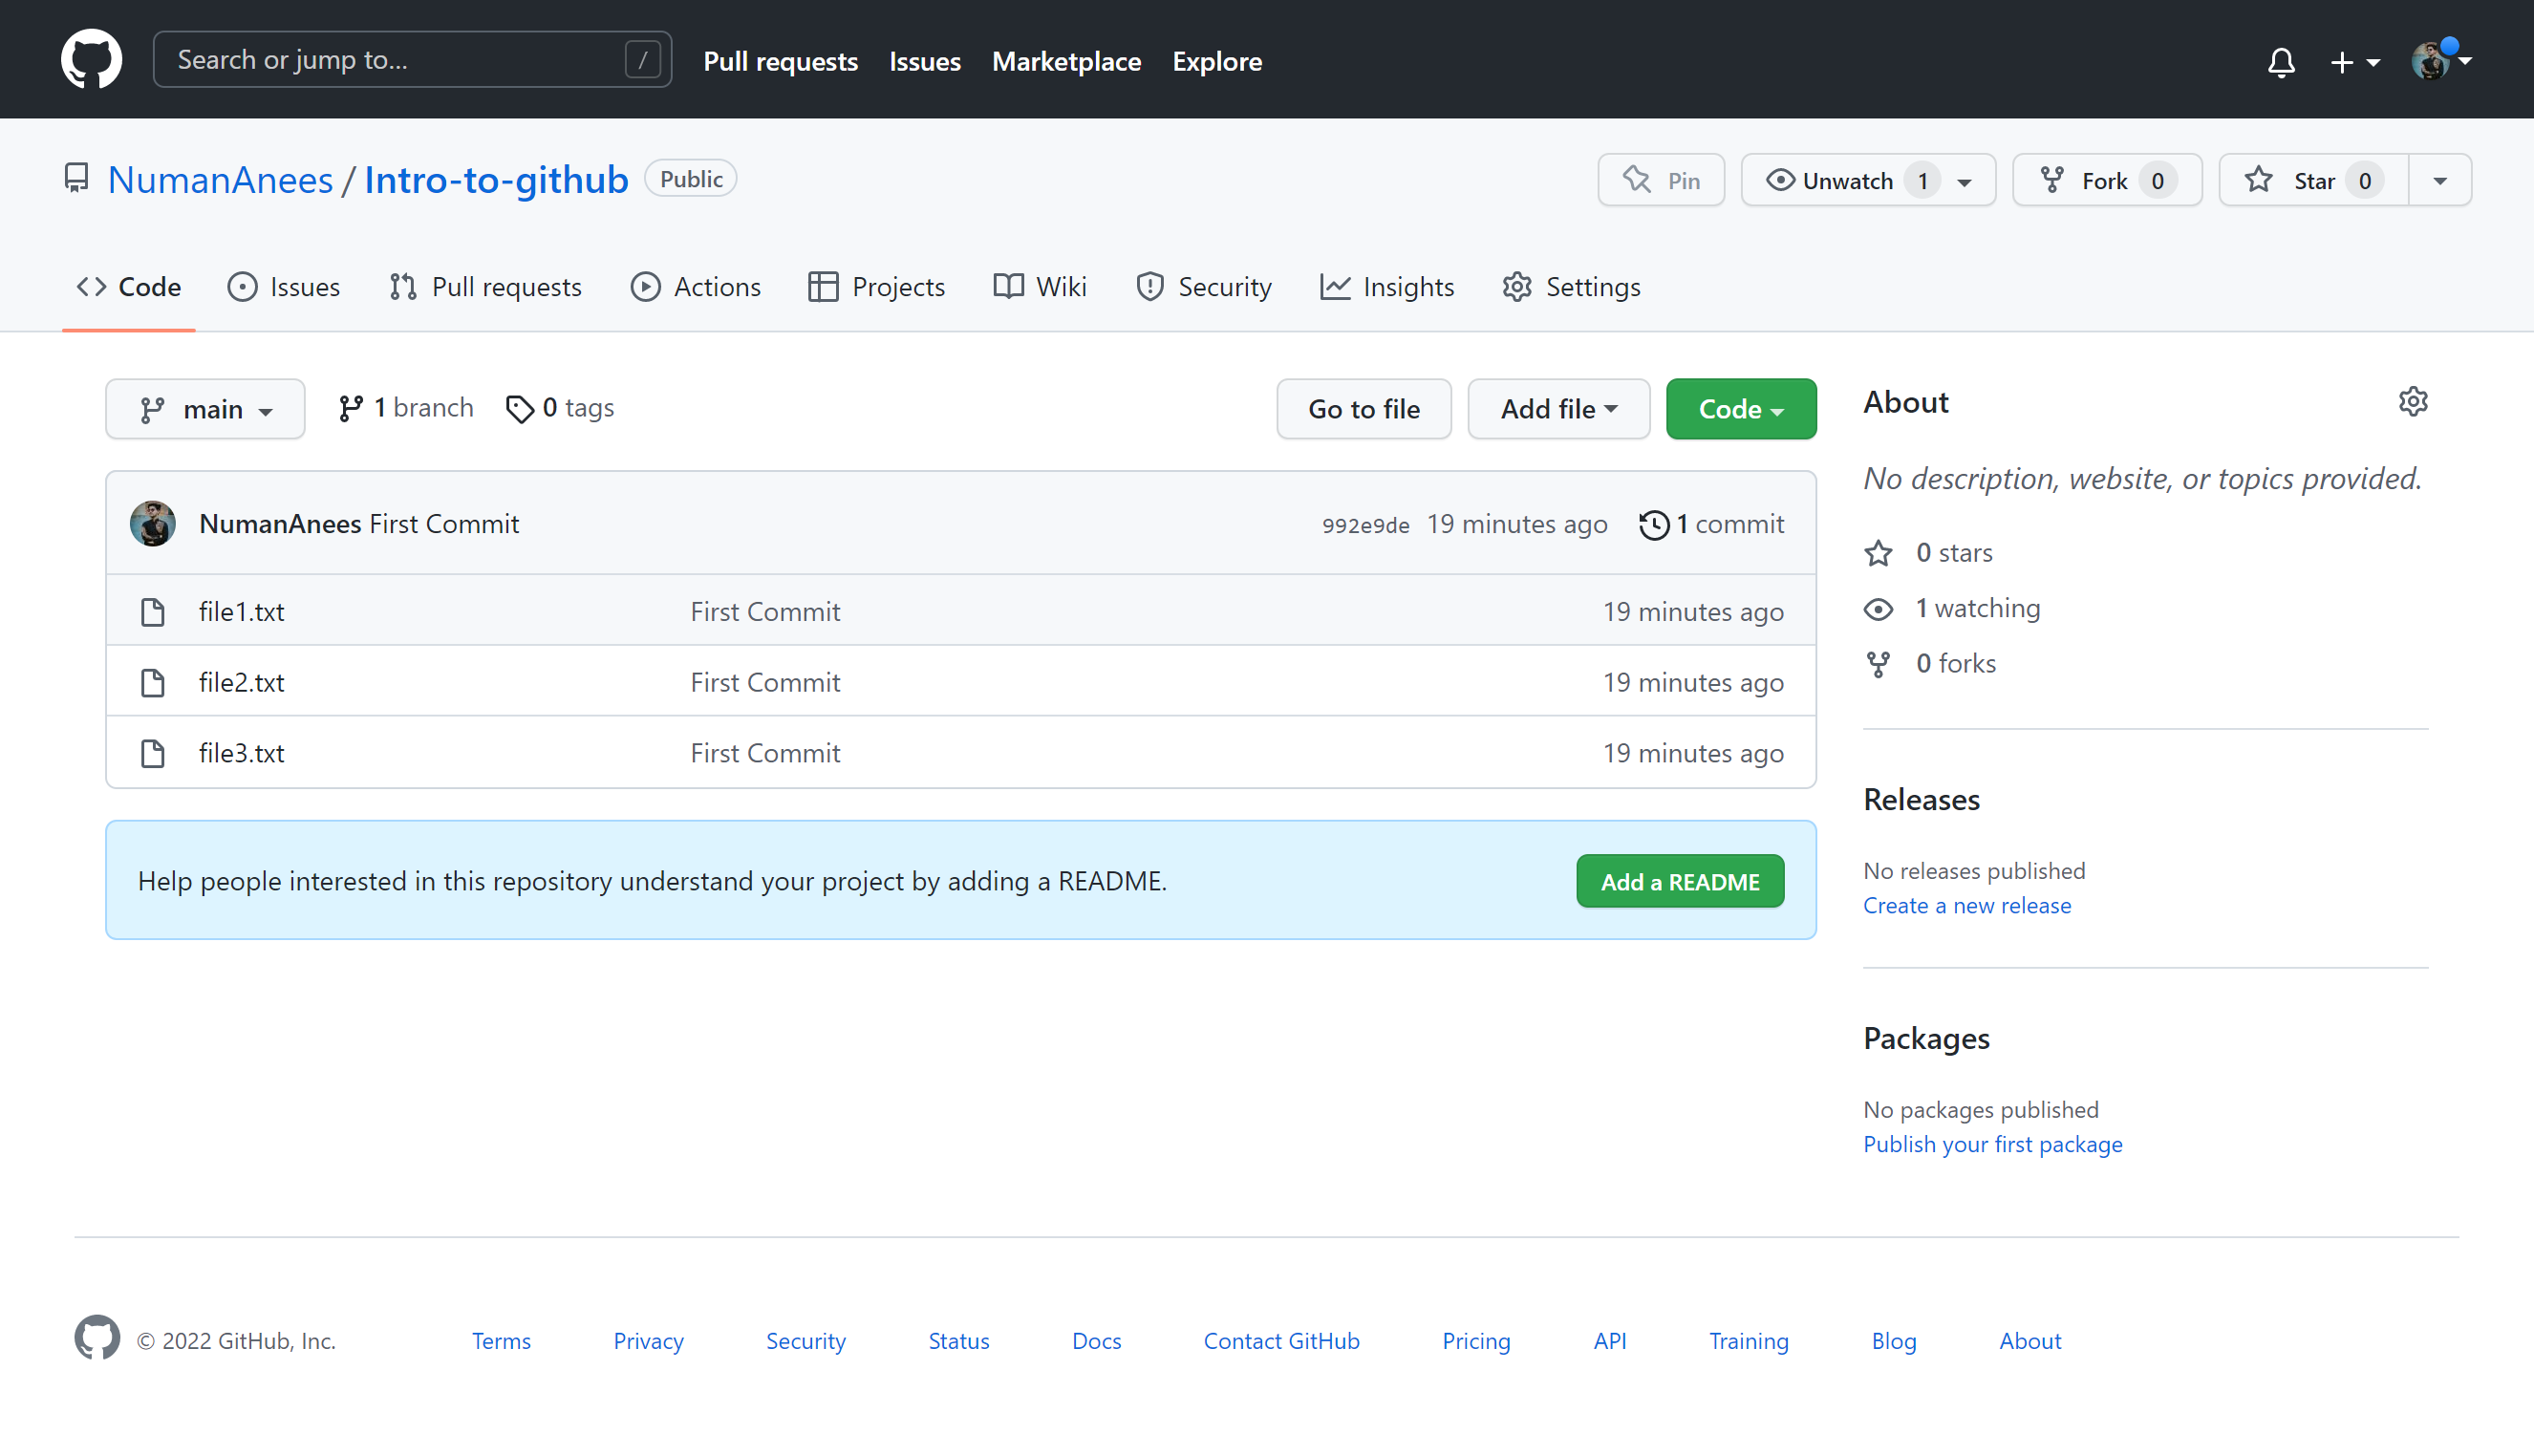 Search or jump to... / Pull requests Issues Marketplace Explore
NumanAnees / Intro-to-github Public Pin Unwatch 1 Fork 0 Star 0
Code Issues Pull requests Actions Projects Wiki Security Insights Settings
main 1 branch 0 tags Go to file Add file Code
NumanAnees First Commit 992e9de 19 minutes ago 1 commit
file1.txt First Commit 19 minutes ago
file2.txt First Commit 19 minutes ago
file3.txt First Commit 19 minutes ago
Help people interested in this repository understand your project by adding a README. Add a README
About
No description, website, or topics provided.
0 stars
1 watching
0 forks
Releases
No releases published
Create a new release
Packages
No packages published
Publish your first package
© 2022 GitHub, Inc. Terms Privacy Security Status Docs Contact GitHub Pricing API Training Blog About